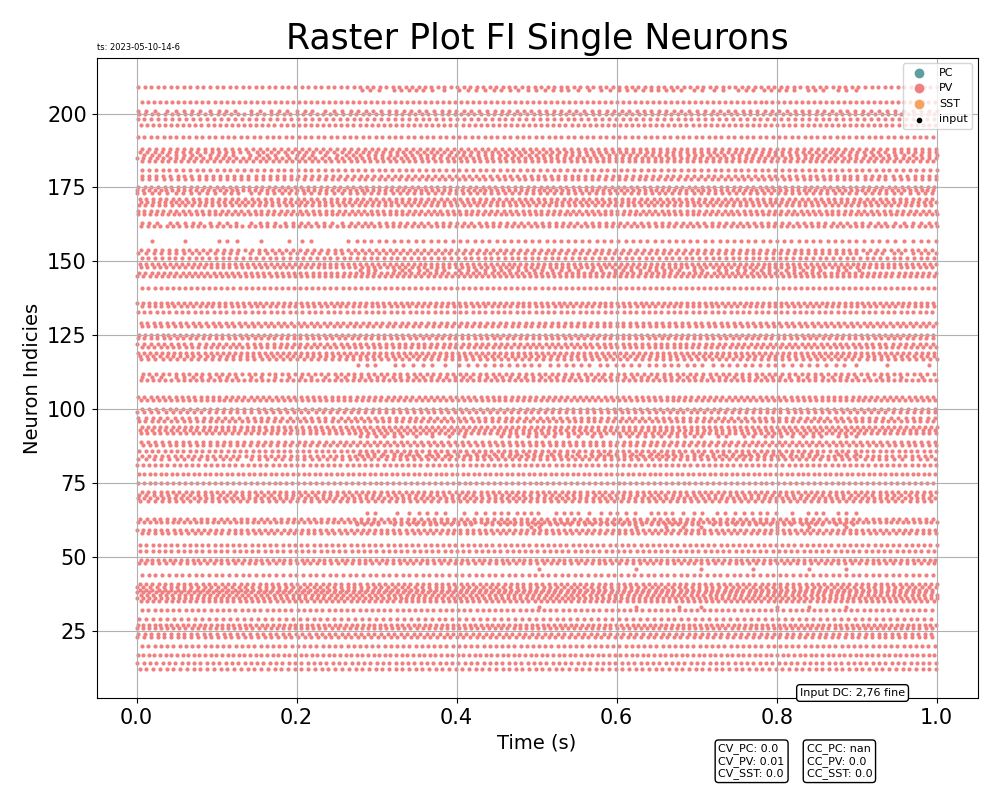 Raster Plot FI Single Neurons
ts: 2023-05-10-14-6
PC
PV
SST
input
200
175
150
125
100
75
50
25
Neuron Indicies
0.0 0.2 0.4 0.6 0.8 1.0
Time (s)
Input DC: 2,76 fine
CV_PC: 0.0
CV_PV: 0.01
CV_SST: 0.0
CC_PC: nan
CC_PV: 0.0
CC_SST: 0.0